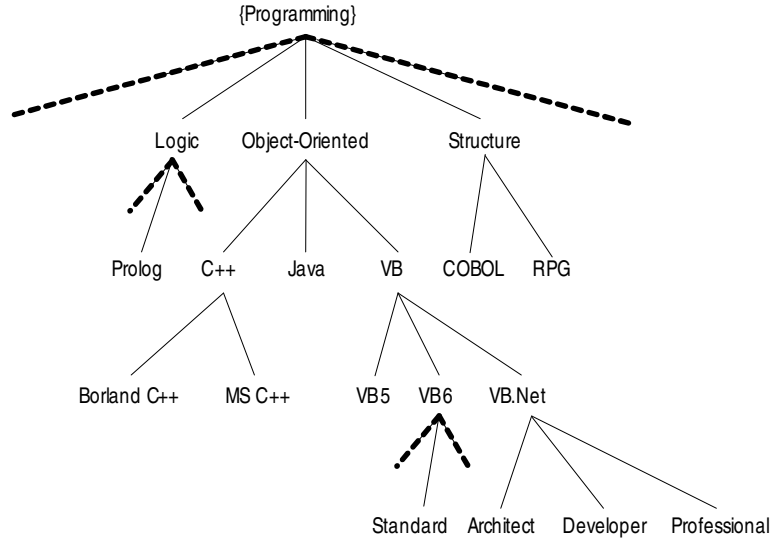 {Programming}
Logic Object-Oriented Structure
Prolog C++ Java VB COBOL RPG
Borland C++ MS C++ VB5 VB6 VB.Net
Standard Architect Developer Professional